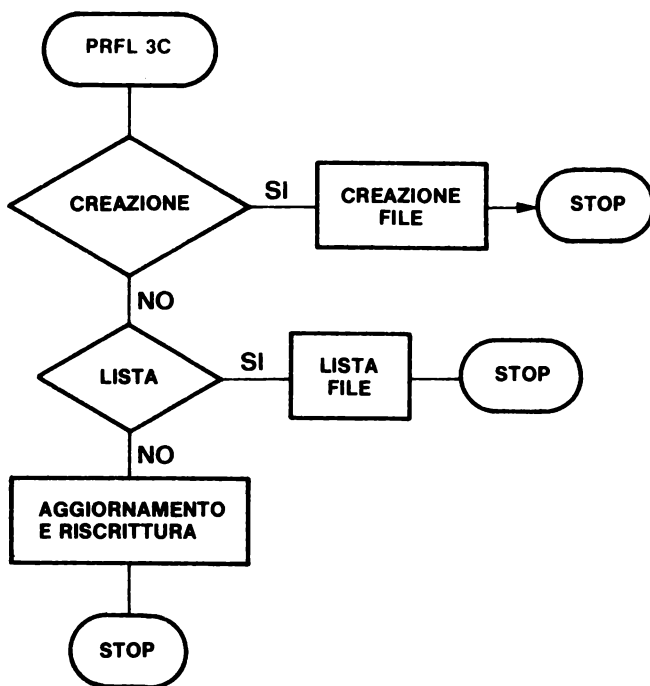 PRFL 3C
CREAZIONE
SI
CREAZIONE
FILE
STOP
NO
LISTA
SI
LISTA
FILE
STOP
NO
AGGIORNAMENTO
E RISCRITTURA
STOP